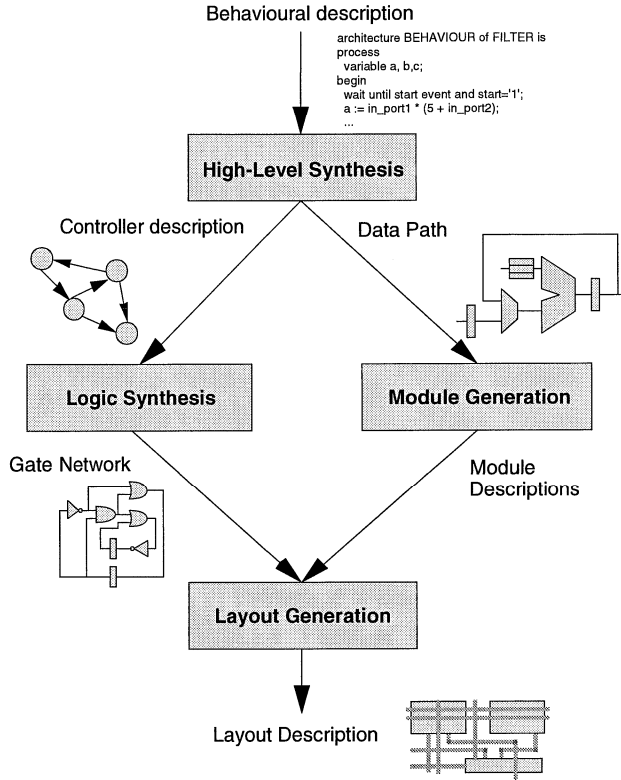 Behavioural description
architecture BEHAVIOUR of FILTER is
process
variable a, b,c;
begin
wait until start event and start='1';
a := in_port1 * (5 + in_port2);
...
High-Level Synthesis
Controller description
Data Path
Logic Synthesis
Module Generation
Gate Network
Module
Descriptions
Layout Generation
Layout Description